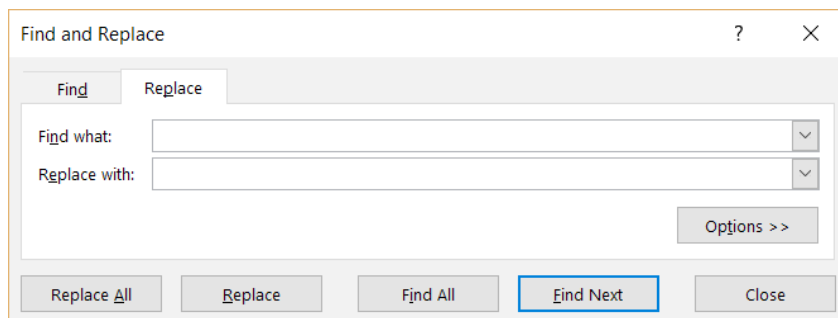 Find and Replace ?
Find Replace
Find what:
Replace with:
Options >>
Replace All Replace Find All Find Next Close